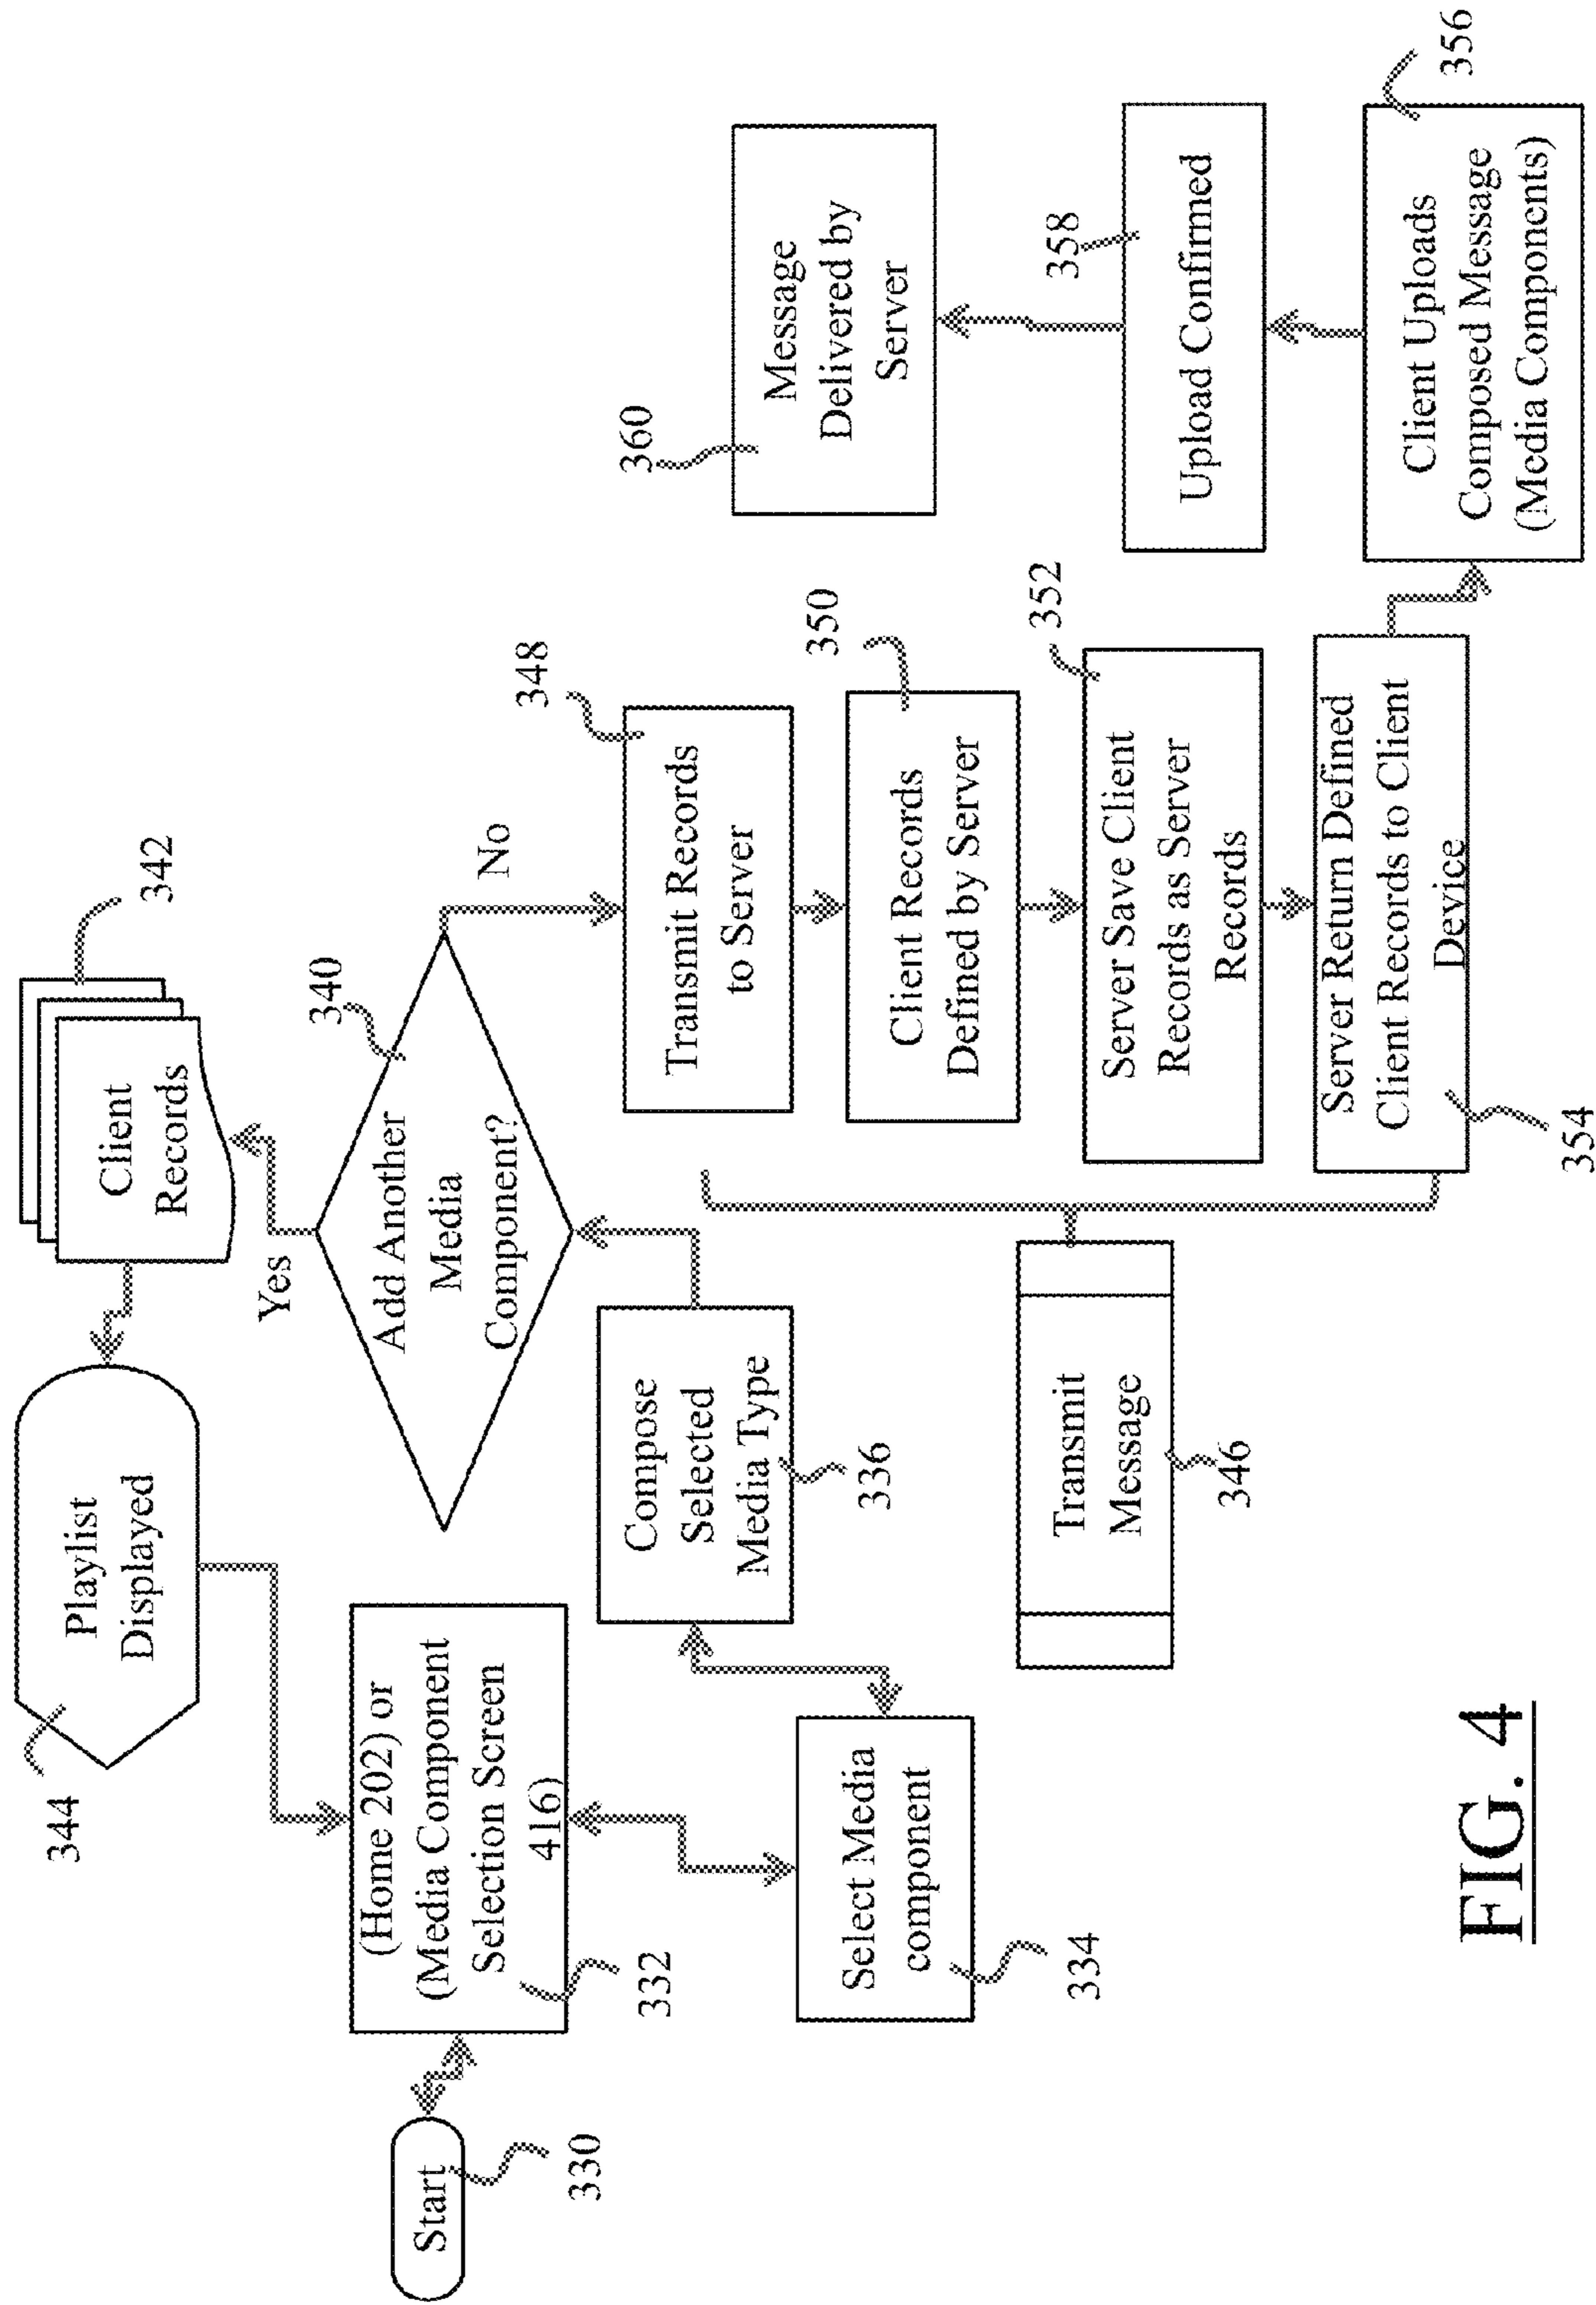 344
Playlist
Displayed
Client
Records
342
Yes
340
Add Another
Media
Component?
No
Start
330
(Home 202) or
(Media Component
Selection Screen
416)
332
Select Media
component
334
Compose
Selected
Media Type
336
348
Transmit Records
to Server
350
Client Records
Defined by Server
352
Server Save Client
Records as Server
Records
Server Return Defined
Client Records to Client
Device
354
Transmit
Message
346
360
Message
Delivered by
Server
358
Upload Confirmed
Client Uploads
Composed Message
(Media Components)
356
FIG. 4